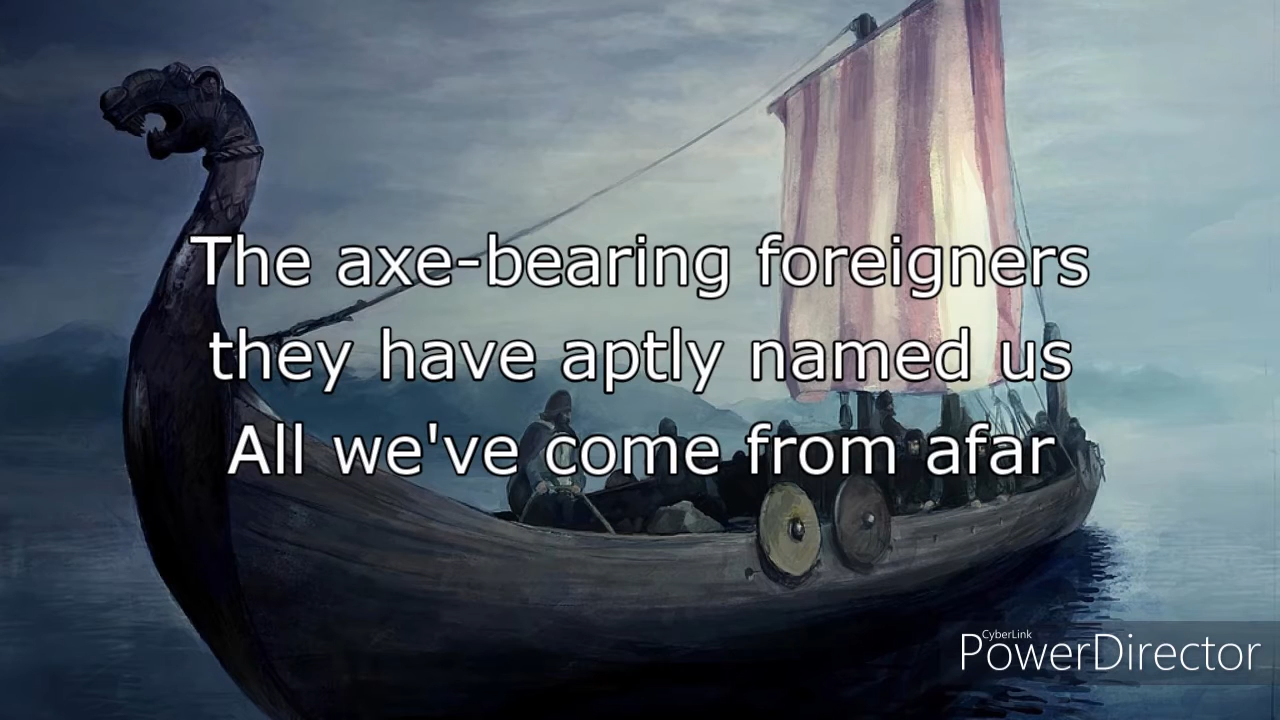 The axe-bearing foreigners
they have aptly named us
All we've come from afar
CyberLink
PowerDirector